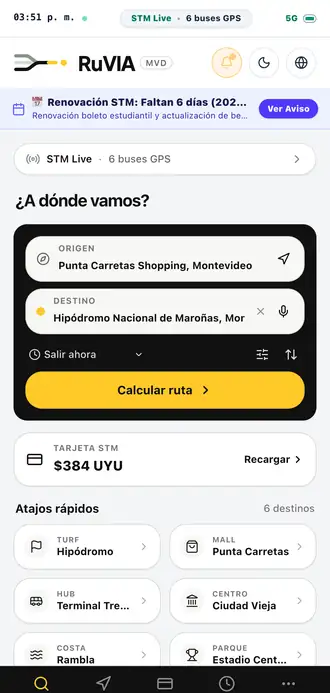 03:51 p. m.
STM Live · 6 buses GPS
5G
RuVIA
MVD
Renovación STM: Faltan 6 días (202...
Renovación boleto estudiantil y actualización de be...
Ver Aviso
STM Live · 6 buses GPS
¿A dónde vamos?
ORIGEN
Punta Carretas Shopping, Montevideo
DESTINO
Hipódromo Nacional de Maroñas, Mor
Salir ahora
Calcular ruta
TARJETA STM
$384 UYU
Recargar
Atajos rápidos
6 destinos
TURF
Hipódromo
MALL
Punta Carretas
HUB
Terminal Tre...
CENTRO
Ciudad Vieja
COSTA
Rambla
PARQUE
Estadio Cent...